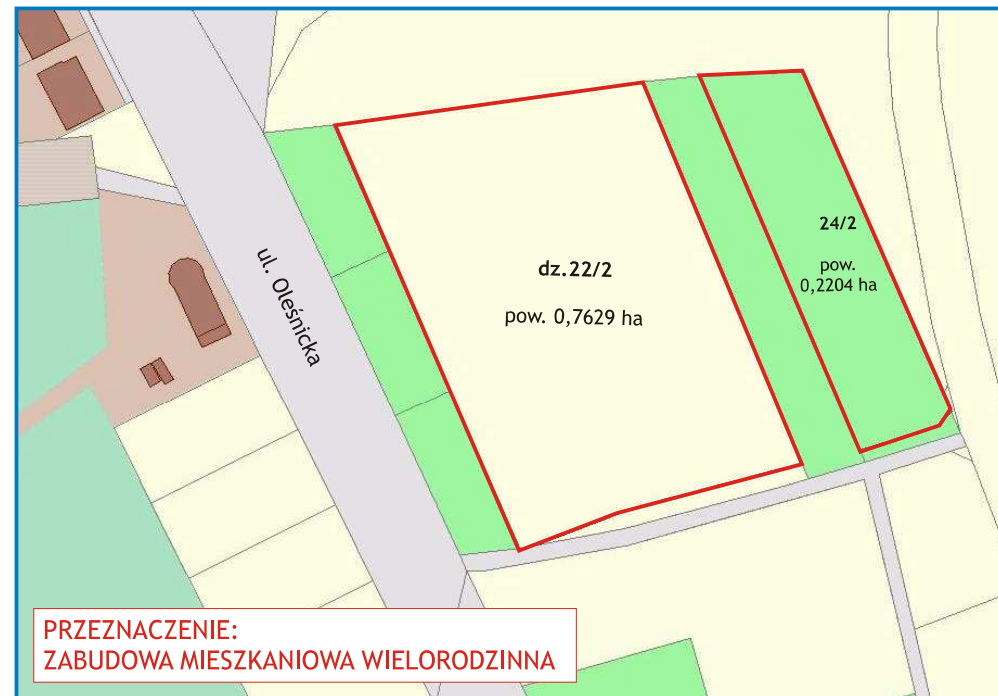 24/2
pow.
0,2204 ha
dz.22/2
pow. 0,7629 ha
ul. Oleśnicka
PRZEZNACZENIE:
ZABUDOWA MIESZKANIOWA WIELORODZINNA